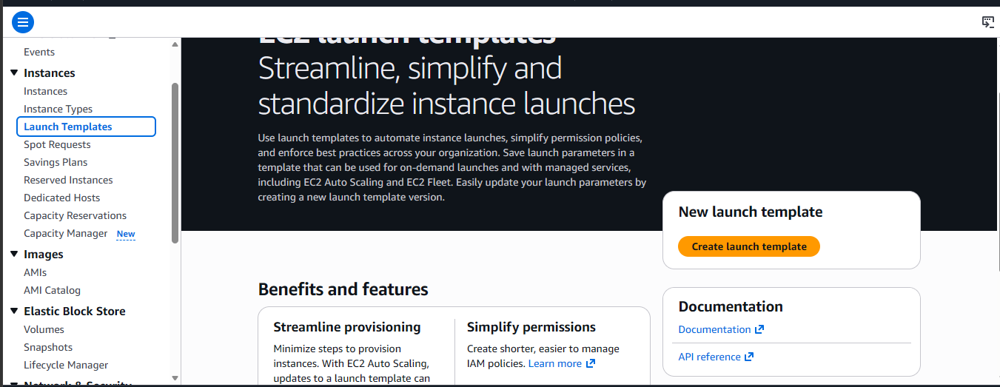 Events
Instances
Instances
Instance Types
Launch Templates
Spot Requests
Savings Plans
Reserved Instances
Dedicated Hosts
Capacity Reservations
Capacity Manager New
Images
AMIs
AMI Catalog
Elastic Block Store
Volumes
Snapshots
Lifecycle Manager
Network & Security
EC2 launch templates
Streamline, simplify and
standardize instance launches
Use launch templates to automate instance launches, simplify permission policies,
and enforce best practices across your organization. Save launch parameters in a
template that can be used for on-demand launches and with managed services,
including EC2 Auto Scaling and EC2 Fleet. Easily update your launch parameters by
creating a new launch template version.
New launch template
Create launch template
Benefits and features
Streamline provisioning
Minimize steps to provision
instances. With EC2 Auto Scaling,
updates to a launch template can
Simplify permissions
Create shorter, easier to manage
IAM policies. Learn more
Documentation
Documentation
API reference